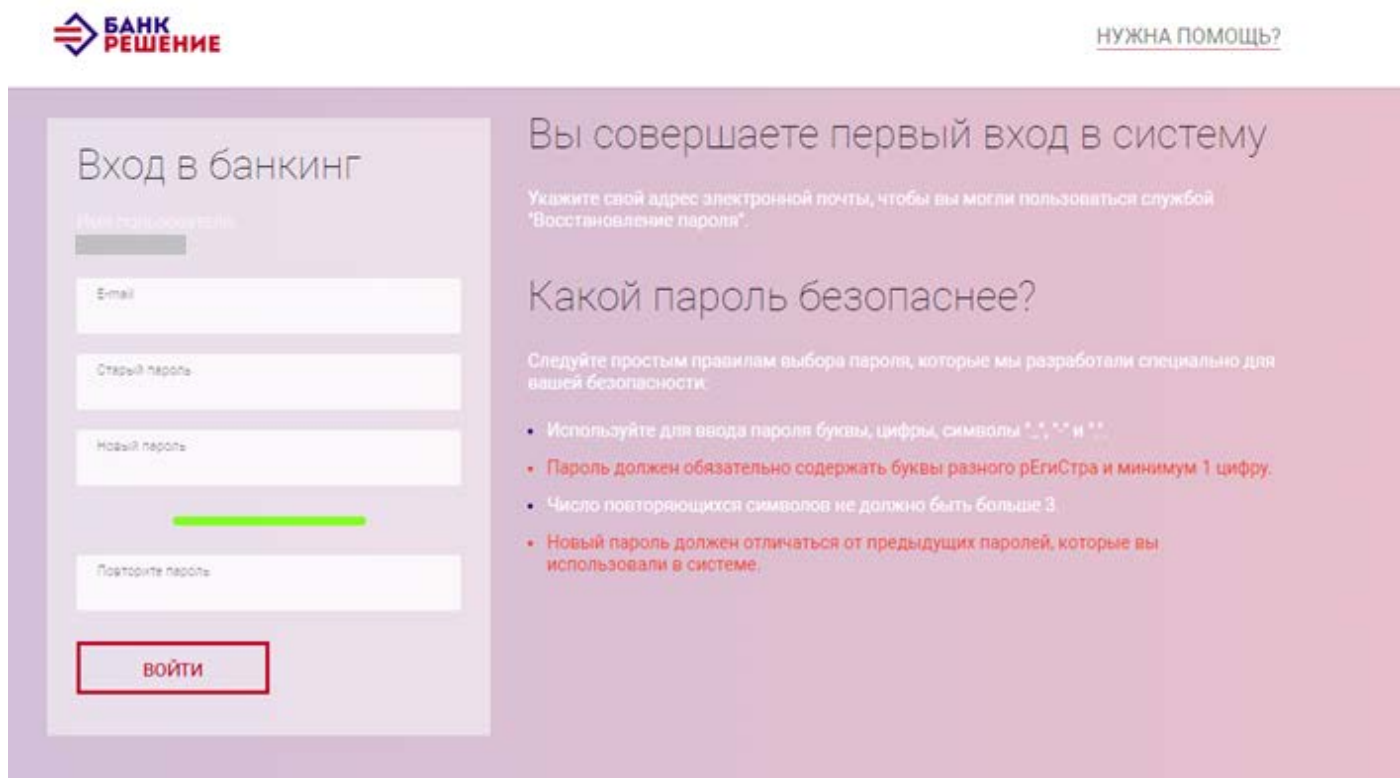 БАНК
РЕШЕНИЕ
НУЖНА ПОМОЩЬ?
Вход в банкинг
Имя пользователя
E-mail
Старый пароль
Новый пароль
Повторите пароль
ВОЙТИ
Вы совершаете первый вход в систему
Укажите свой адрес электронной почты, чтобы вы могли пользоваться службой
"Восстановление пароля".
Какой пароль безопаснее?
Следуйте простым правилам выбора пароля, которые мы разработали специально для
вашей безопасности:
• Используйте для ввода пароля буквы, цифры, символы "_", "-" и "."
• Пароль должен обязательно содержать буквы разного рЕгиСтра и минимум 1 цифру.
• Число повторяющихся символов не должно быть больше 3.
• Новый пароль должен отличаться от предыдущих паролей, которые вы
использовали в системе.